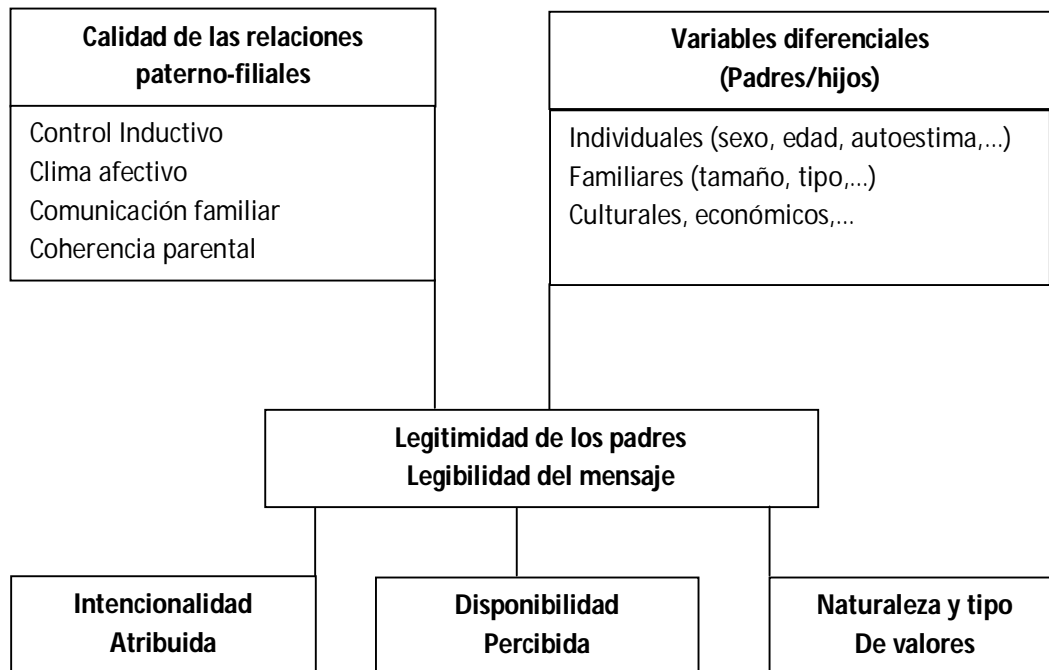 Calidad de las relaciones
paterno-filiales
Control Inductivo
Clima afectivo
Comunicación familiar
Coherencia parental
Variables diferenciales
(Padres/hijos)
Individuales (sexo, edad, autoestima,...)
Familiares (tamaño, tipo,...)
Culturales, económicos,...
Legitimidad de los padres
Legibilidad del mensaje
Intencionalidad
Atribuida
Disponibilidad
Percibida
Naturaleza y tipo
De valores